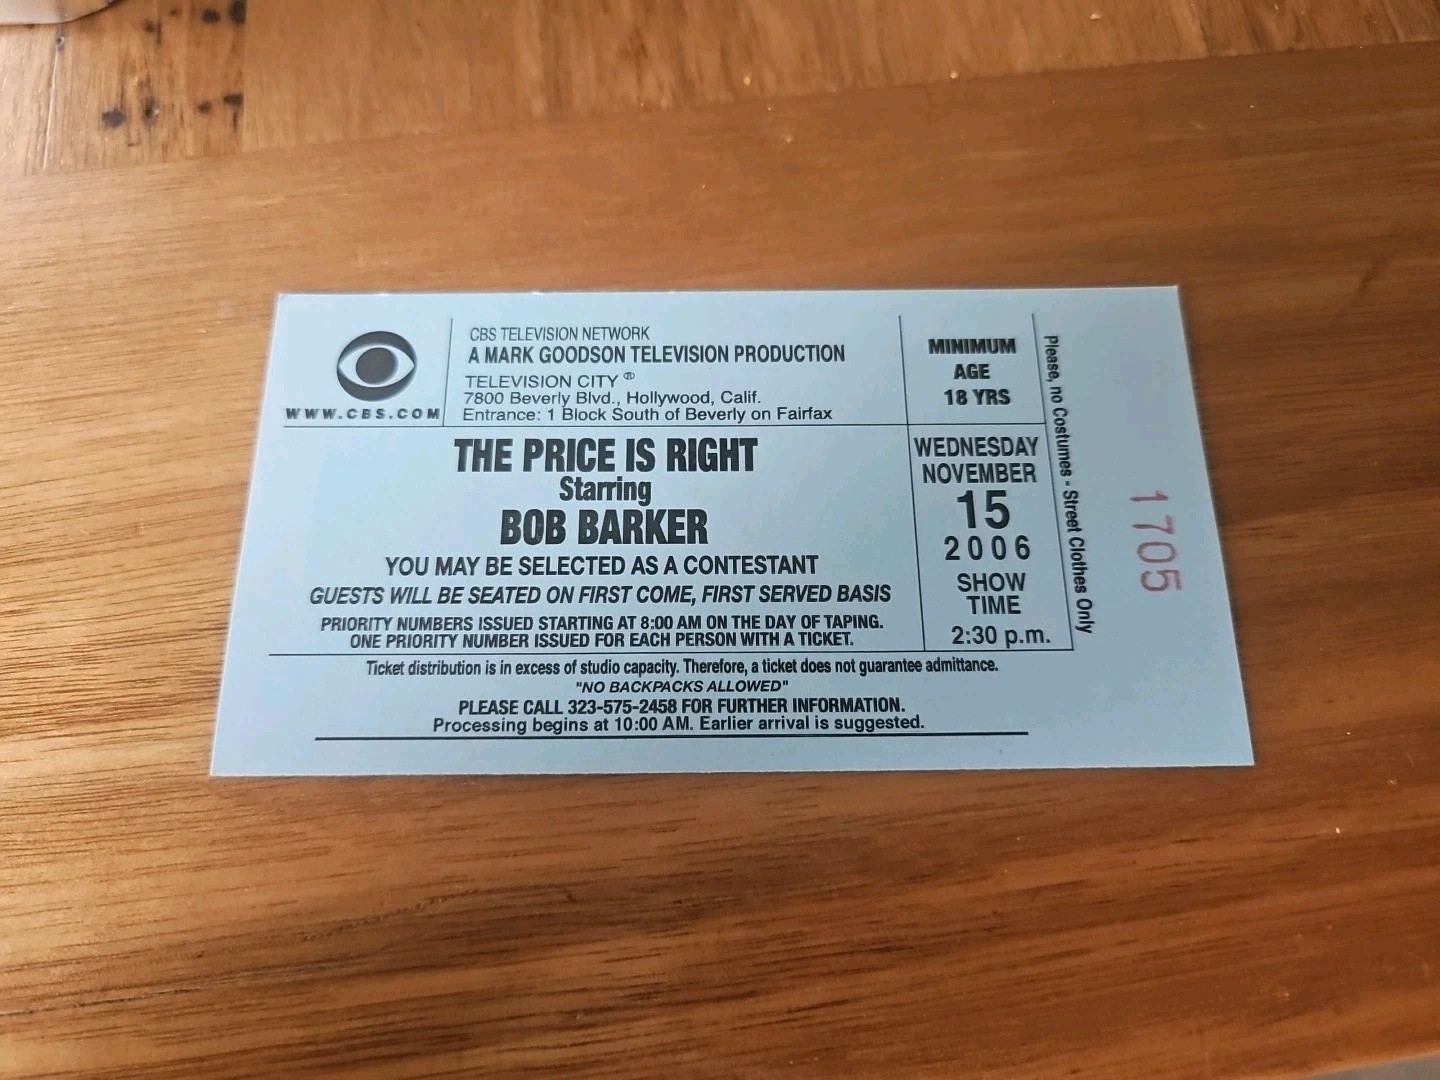 WWW.CBS.COM
CBS TELEVISION NETWORK
A MARK GOODSON TELEVISION PRODUCTION
TELEVISION CITY ®
7800 Beverly Blvd., Hollywood, Calif.
Entrance: 1 Block South of Beverly on Fairfax
MINIMUM
AGE
18 YRS
THE PRICE IS RIGHT
Starring
BOB BARKER
YOU MAY BE SELECTED AS A CONTESTANT
GUESTS WILL BE SEATED ON FIRST COME, FIRST SERVED BASIS
PRIORITY NUMBERS ISSUED STARTING AT 8:00 AM ON THE DAY OF TAPING.
ONE PRIORITY NUMBER ISSUED FOR EACH PERSON WITH A TICKET.
WEDNESDAY
NOVEMBER
15
2006
SHOW
TIME
2:30 p.m.
Please, no Costumes - Street Clothes Only
1705
Ticket distribution is in excess of studio capacity. Therefore, a ticket does not guarantee admittance.
"NO BACKPACKS ALLOWED"
PLEASE CALL 323-575-2458 FOR FURTHER INFORMATION.
Processing begins at 10:00 AM. Earlier arrival is suggested.